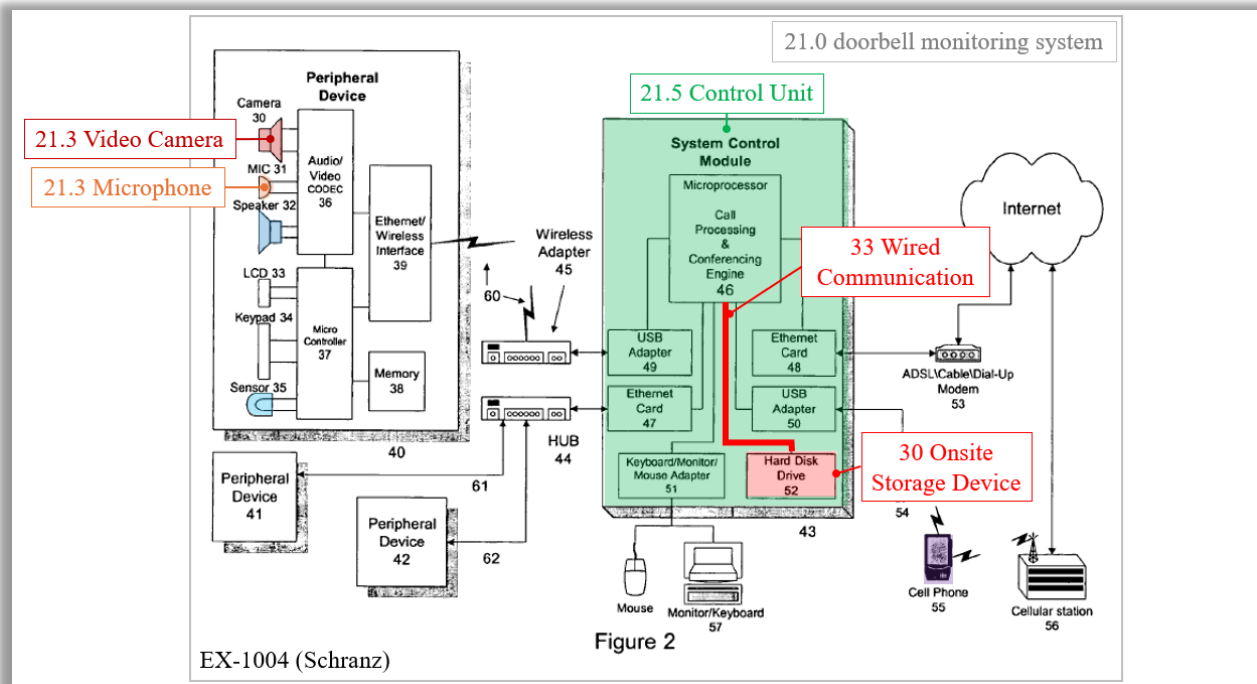 21.0 doorbell monitoring system
21.5 Control Unit
Peripheral
Device
Camera
30
21.3 Video Camera
MIC 31
21.3 Microphone
Speaker 32
Audio/
Video
CODEC
36
Ethernet/
Wireless
Interface
39
LCD 33
Keypad 34
Micro
Controller
37
Memory
38
Sensor 35
40
Wireless
Adapter
45
60
HUB
44
Peripheral
Device
41
61
Peripheral
Device
42
62
System Control
Module
Microprocessor
Call
Processing
&
Conferencing
Engine
46
33 Wired
Communication
USB
Adapter
49
Ethernet
Card
48
Ethernet
Card
47
USB
Adapter
50
Keyboard/Monitor/
Mouse Adapter
51
Hard Disk
Drive
52
30 Onsite
Storage Device
43
54
Internet
ADSL\Cable\Dial-Up
Modem
53
Mouse
Monitor/Keyboard
57
Cell Phone
55
Cellular station
56
Figure 2
EX-1004 (Schranz)